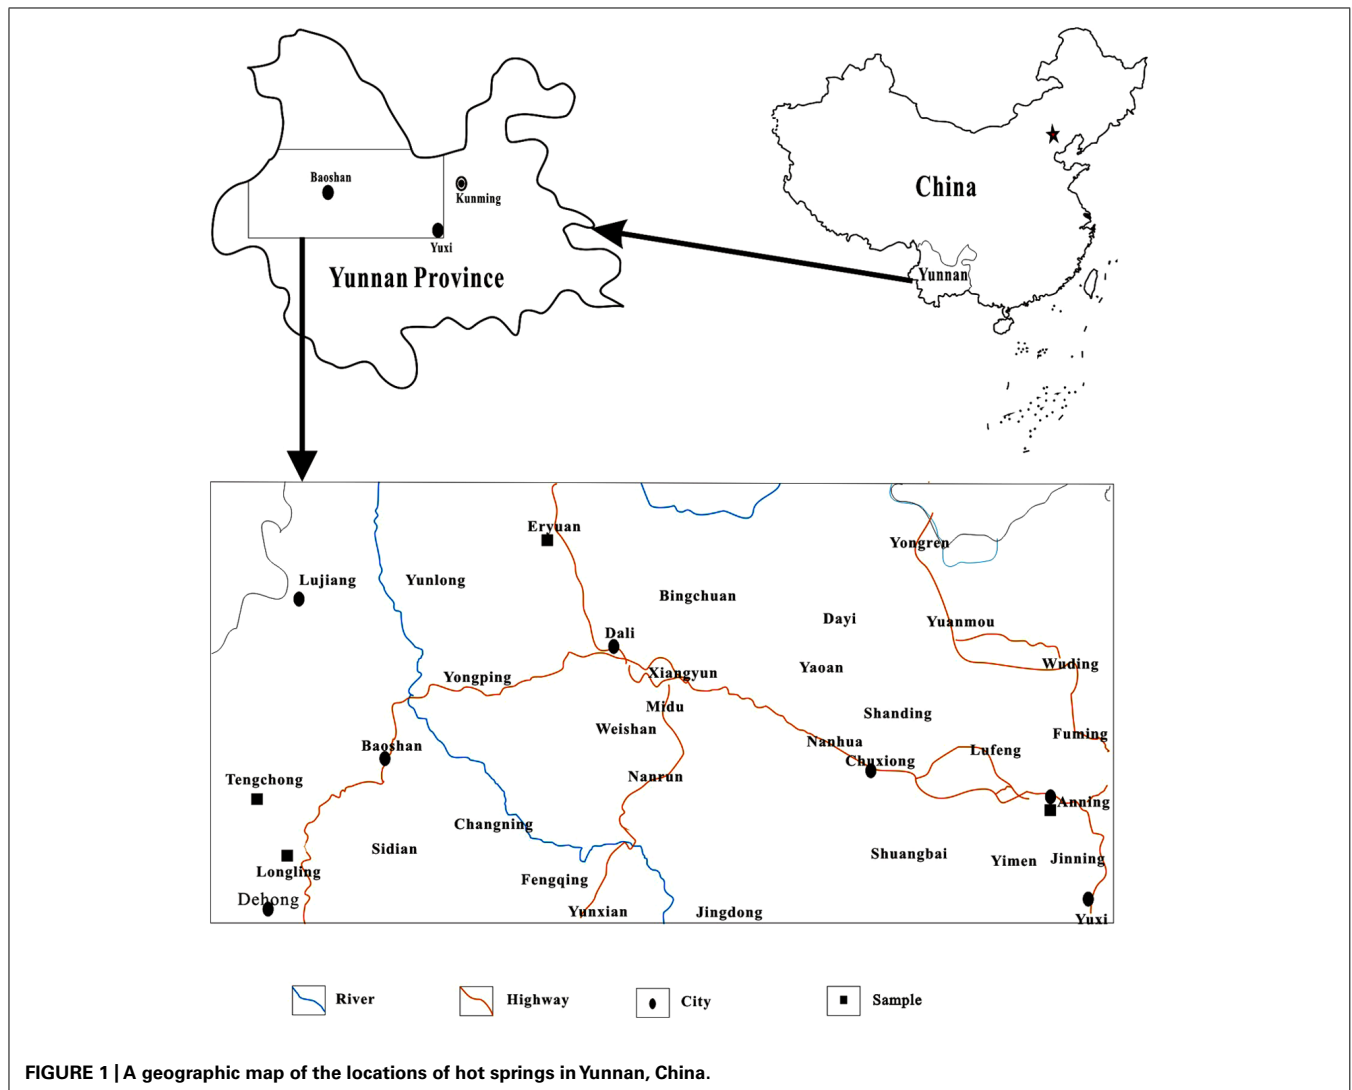 Baoshan
Kunming
Yuxi
Yunnan Province
China
Yunnan
Eryuan
Yongren
Lujiang
Yunlong
Bingchuan
Dayi
Yuanmou
Dali
Yaoan
Wuding
Yongping
Xiangyun
Midu
Shanding
Weishan
Fuming
Baoshan
Nanhua
Lufeng
Chuxiong
Tengchong
Nanrun
Anning
Changning
Sidian
Shuangbai
Yimen
Jinning
Longling
Fengqing
Dehong
Yunxian
Jingdong
Yuxi
River
Highway
City
Sample
FIGURE 1 | A geographic map of the locations of hot springs in Yunnan, China.